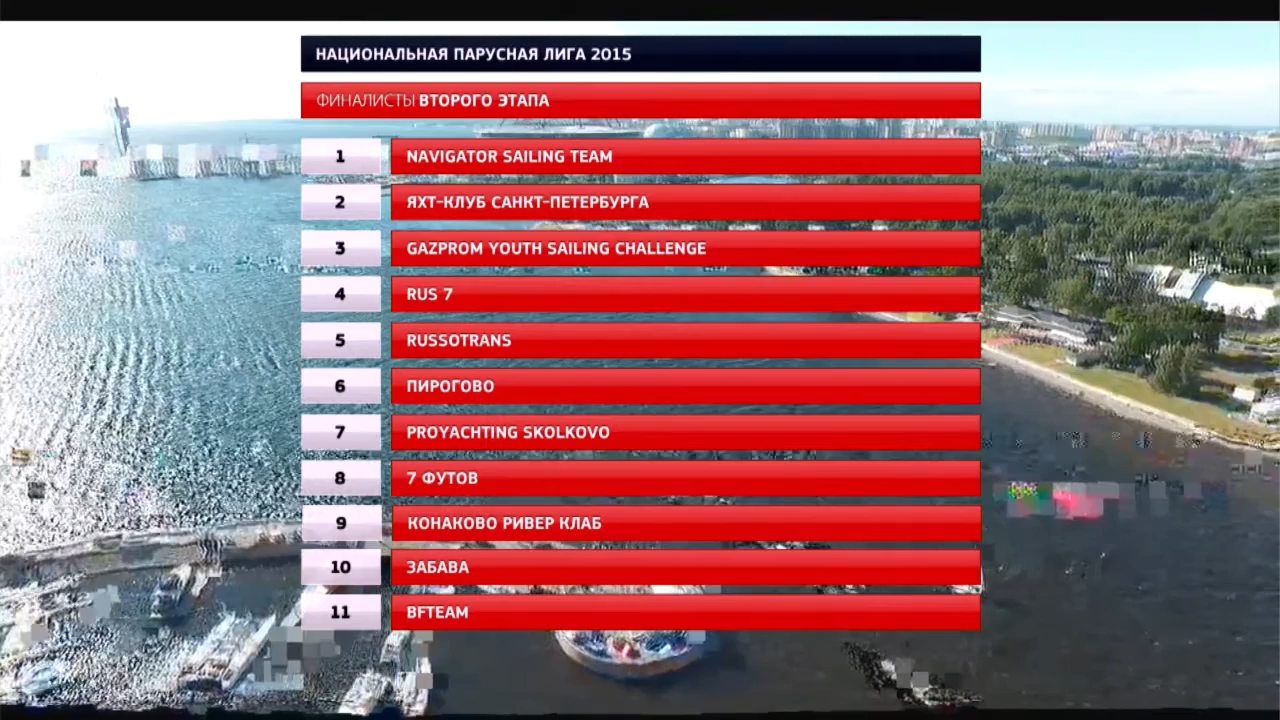 НАЦИОНАЛЬНАЯ ПАРУСНАЯ ЛИГА 2015
ФИНАЛИСТЫ ВТОРОГО ЭТАПА
1 NAVIGATOR SAILING TEAM
2 ЯХТ-КЛУБ САНКТ-ПЕТЕРБУРГА
3 GAZPROM YOUTH SAILING CHALLENGE
4 RUS 7
5 RUSSOTRANS
6 ПИРОГОВО
7 PROYACHTING SKOLKOVO
8 7 ФУТОВ
9 КОНАКОВО РИВЕР КЛАБ
10 ЗАБАВА
11 BFTEAM